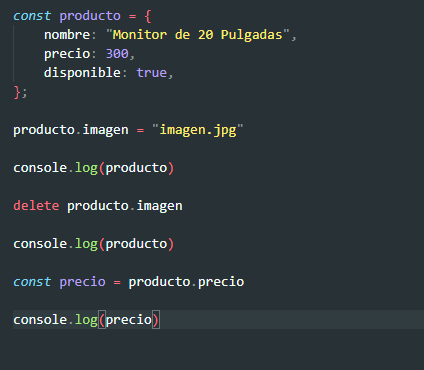 const producto = {
    nombre: "Monitor de 20 Pulgadas",
    precio: 300,
    disponible: true,
};
producto.imagen = "imagen.jpg"
console.log(producto)
delete producto.imagen
console.log(producto)
const precio = producto.precio
console.log(precio)